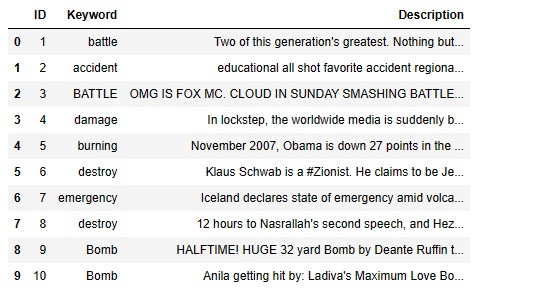 ID Keyword Description
0 1 battle Two of this generation's greatest. Nothing but...
1 2 accident educational all shot favorite accident regiona...
2 3 BATTLE OMG IS FOX MC. CLOUD IN SUNDAY SMASHING BATTLE...
3 4 damage In lockstep, the worldwide media is suddenly b...
4 5 burning November 2007, Obama is down 27 points in the ...
5 6 destroy Klaus Schwab is a #Zionist. He claims to be Je...
6 7 emergency Iceland declares state of emergency amid volca...
7 8 destroy 12 hours to Nasrallah's second speech, and Hez...
8 9 Bomb HALFTIME! HUGE 32 yard Bomb by Deante Ruffin t...
9 10 Bomb Anila getting hit by: Ladiva's Maximum Love Bo...